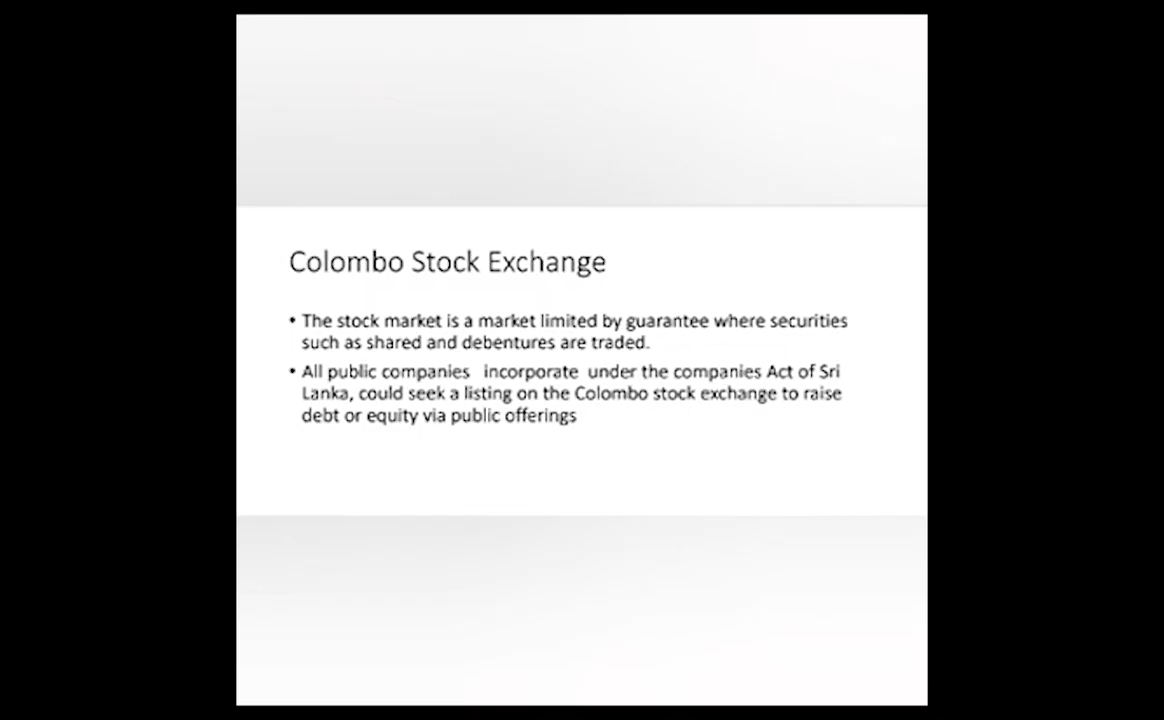 Colombo Stock Exchange
• The stock market is a market limited by guarantee where securities
such as shared and debentures are traded.
• All public companies incorporate under the companies Act of Sri
Lanka, could seek a listing on the Colombo stock exchange to raise
debt or equity via public offerings